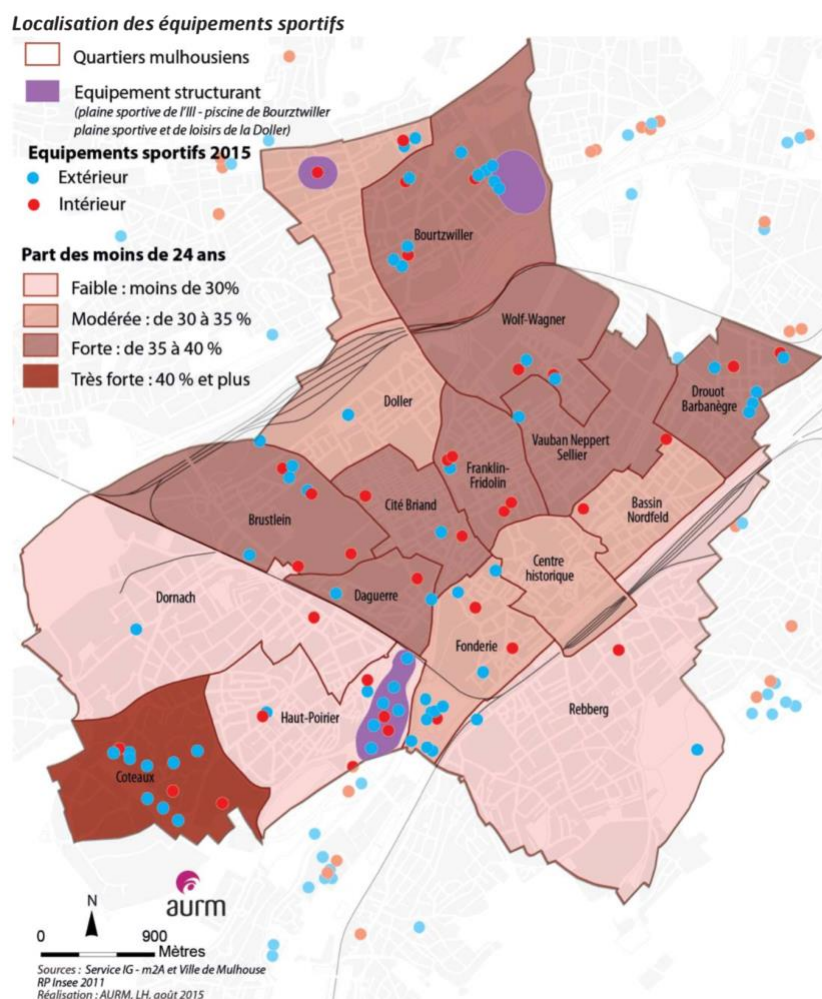 Localisation des équipements sportifs
Quartiers mulhousiens
Equipement structurant
(plaine sportive de l'Ill - piscine de Bourztwiller
plaine sportive et de loisirs de la Doller)
Equipements sportifs 2015
Extérieur
Intérieur
Part des moins de 24 ans
Faible : moins de 30%
Modérée : de 30 à 35 %
Forte : de 35 à 40 %
Très forte : 40 % et plus
Bourtzwiller
Wolf-Wagner
Drouot
Barbanègre
Doller
Vauban Neppert
Sellier
Franklin-
Fridolin
Cité Briand
Bassin
Nordfeld
Brustlein
Centre
historique
Dornach
Daguerre
Fonderie
Haut-Poirier
Rebberg
Coteaux
aurm
N
0 900
Mètres
Sources : Service IG - m2A et Ville de Mulhouse
RP Insee 2011
Réalisation : AURM, LH, août 2015